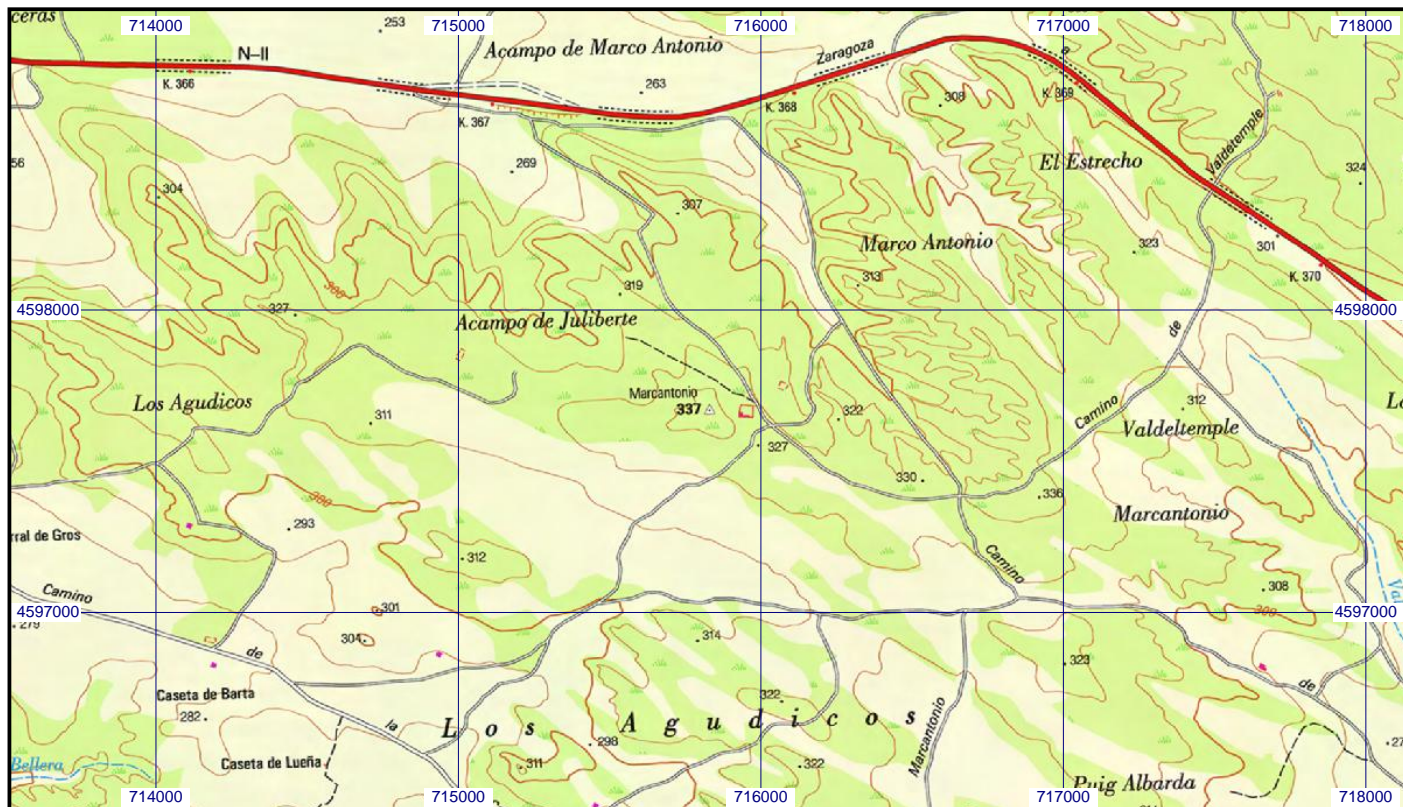 ceras
714000
715000
716000
717000
718000
253
Acampo de Marco Antonio
Zaragoza
N-II
K. 366
263
K. 367
K. 368
308
K. 369
Valdetemple
56
269
El Estrecho
324
304
307
Marco Antonio
323
301
K. 370
313
319
300
327
4598000
4598000
Acampo de Juliberte
de
Marcantonio
337
Los Agudicos
311
322
Camino
312
Valdeltemple
327
330
336
300
Marcantonio
293
rral de Gros
312
Camino
Camino
308
Val
4597000
301
300
4597000
279
304
314
de
323
de
Caseta de Barta
322
282
la
Los Agudicos
Marcantonio
298
Bellera
Caseta de Lueña
311
322
Puig Albarda
714000
715000
716000
717000
718000